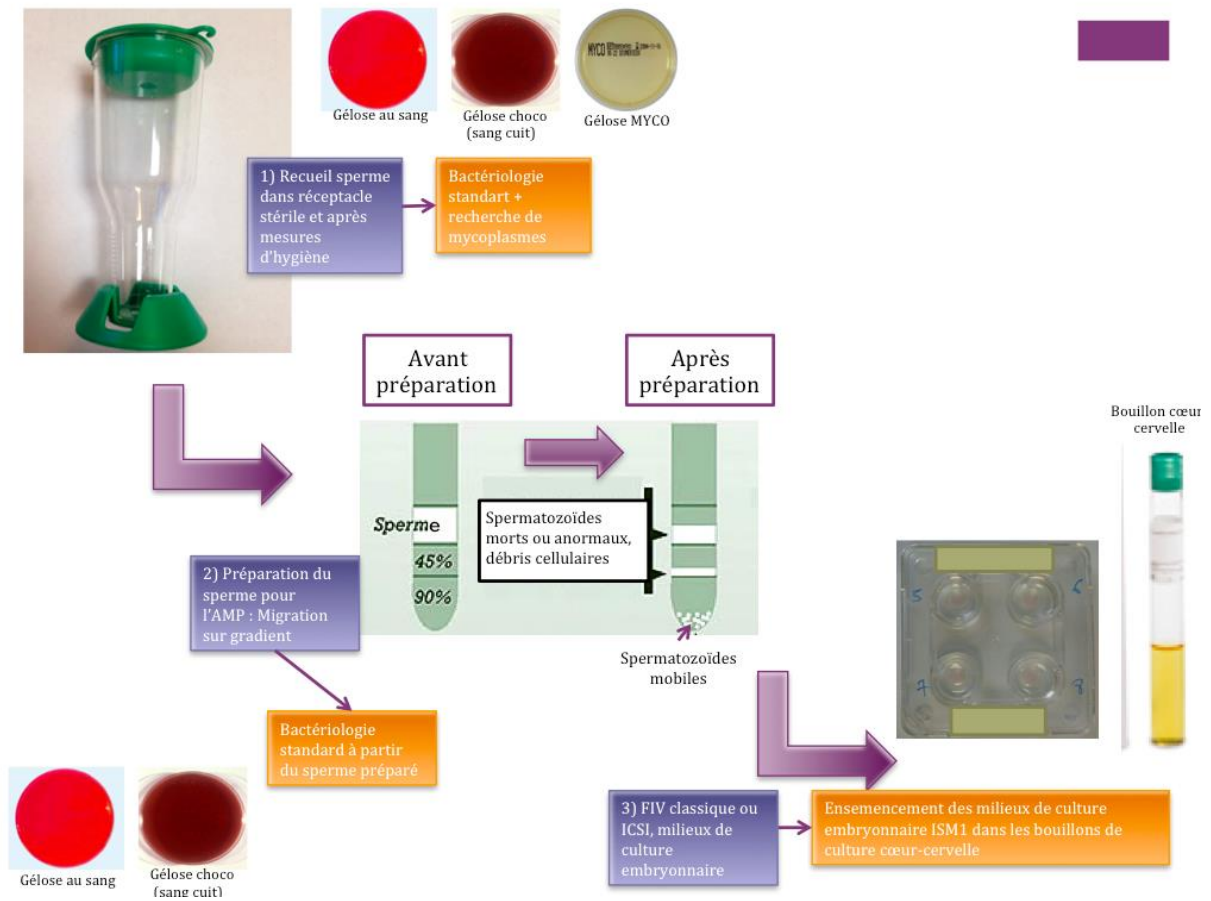 Gélose au sang
Gélose choco
(sang cuit)
Gélose MYCO
MYCO
1) Recueil sperme
dans réceptacle
stérile et après
mesures
d'hygiène
Bactériologie
standart +
recherche de
mycoplasmes
Avant
préparation
Après
préparation
Sperme
45%
90%
Spermatozoïdes
morts ou anormaux,
débris cellulaires
Spermatozoïdes
mobiles
2) Préparation du
sperme pour
l'AMP : Migration
sur gradient
Bactériologie
standard à partir
du sperme préparé
Gélose au sang
Gélose choco
(sang cuit)
Bouillon cœur
cervelle
5
6
7
8
3) FIV classique ou
ICSI, milieux de
culture
embryonnaire
Ensemencement des milieux de culture
embryonnaire ISM1 dans les bouillons de
culture cœur-cervelle